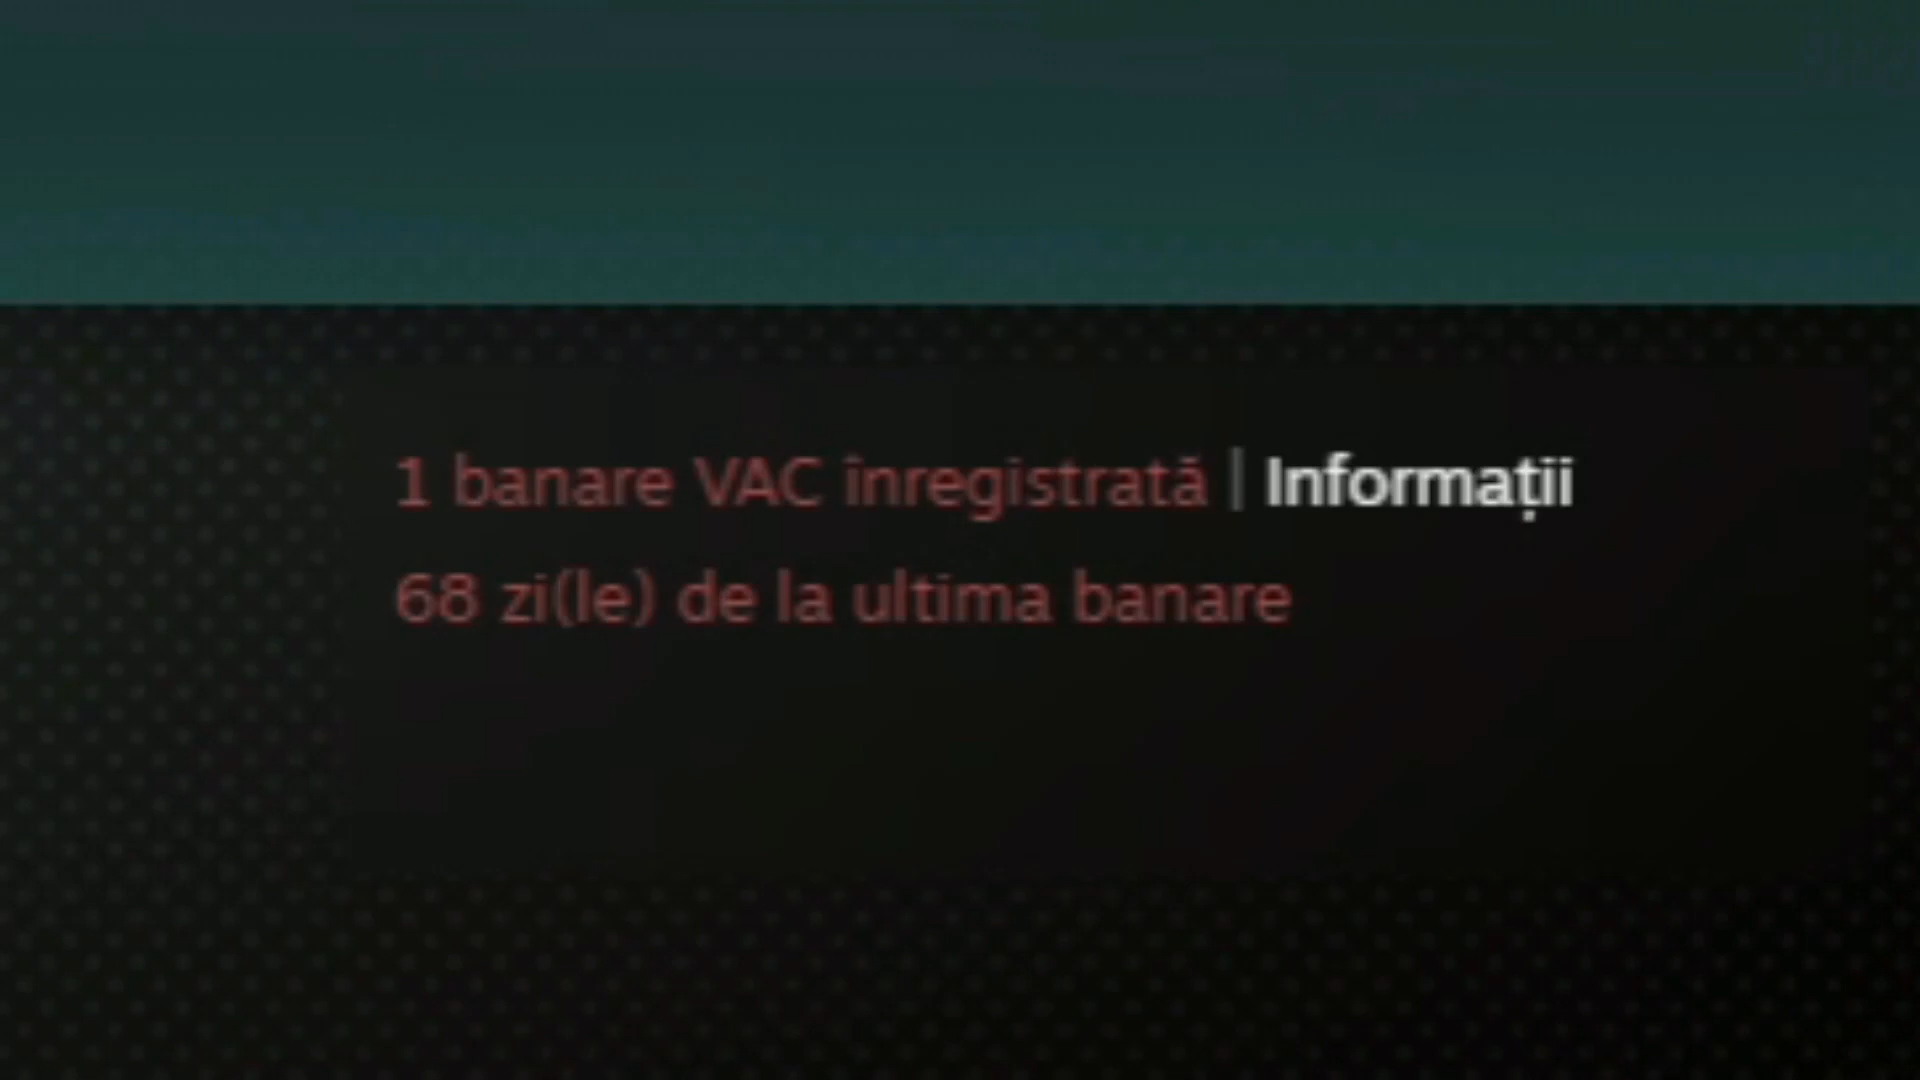 1 banare VAC înregistrată | Informații
68 zi(le) de la ultima banare